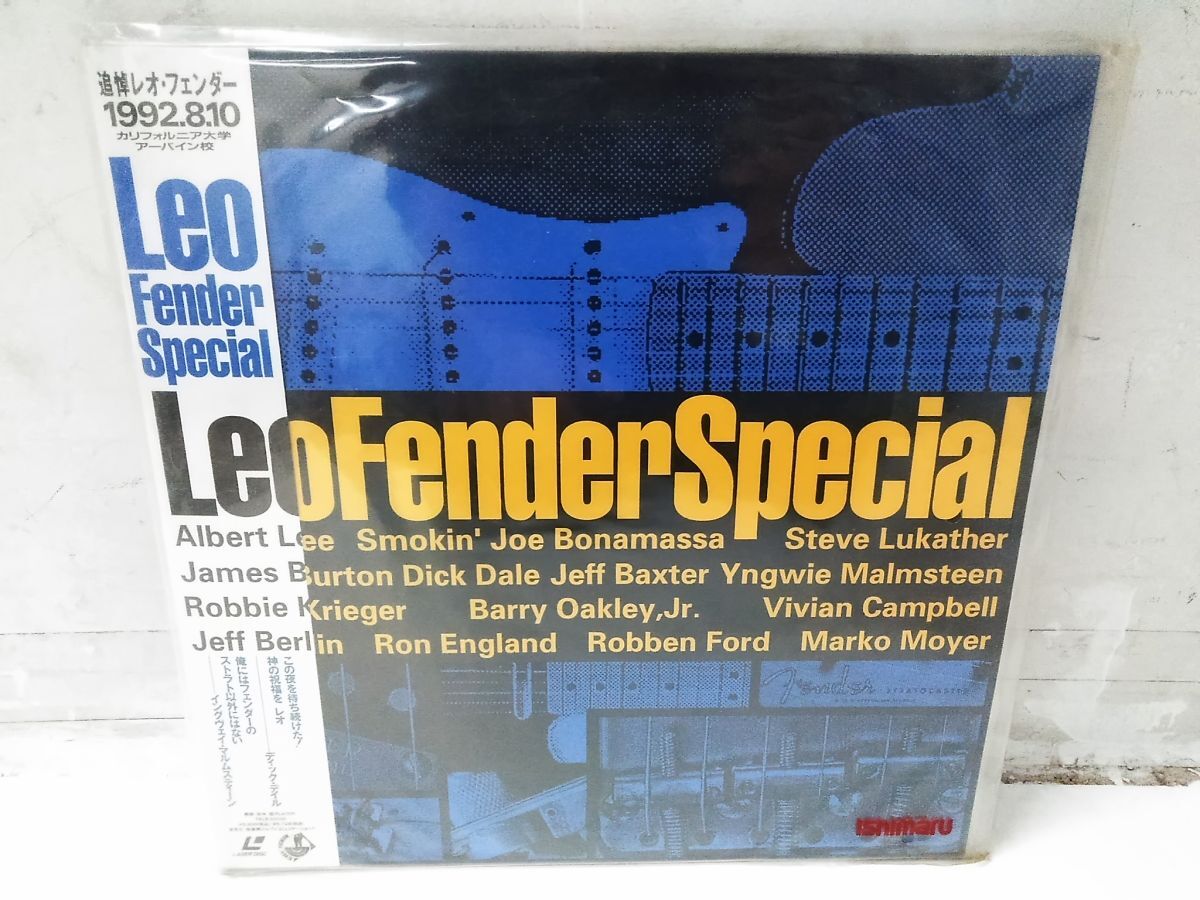 追悼レオ・フェンダー
1992.8.10
カリフォルニア大学
アーバイン校
Leo
Fender
Special
LeoFenderSpecial
Albert Lee Smokin' Joe Bonamassa Steve Lukather
James Burton Dick Dale Jeff Baxter Yngwie Malmsteen
Robbie Krieger Barry Oakley,Jr. Vivian Campbell
Jeff Berlin Ron England Robben Ford Marko Moyer
この夜を待ち続けた!
神の祝福を レオ
ディック・デイル
俺にはフェンダーの
ストラト以外にはない
イングヴェイ・マルムスティーン
Fender STRATOCASTER
Ishimaru
LASER DISC